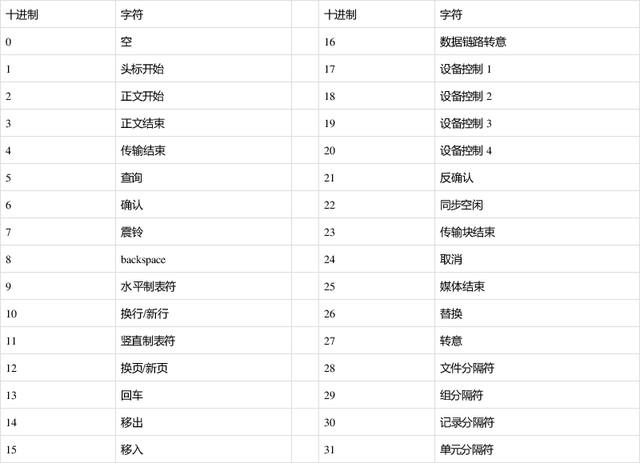 十进制 字符 十进制 字符
0 空 16 数据链路转意
1 头标开始 17 设备控制 1
2 正文开始 18 设备控制 2
3 正文结束 19 设备控制 3
4 传输结束 20 设备控制 4
5 查询 21 反确认
6 确认 22 同步空闲
7 震铃 23 传输块结束
8 backspace 24 取消
9 水平制表符 25 媒体结束
10 换行/新行 26 替换
11 竖直制表符 27 转意
12 换页/新页 28 文件分隔符
13 回车 29 组分隔符
14 移出 30 记录分隔符
15 移入 31 单元分隔符